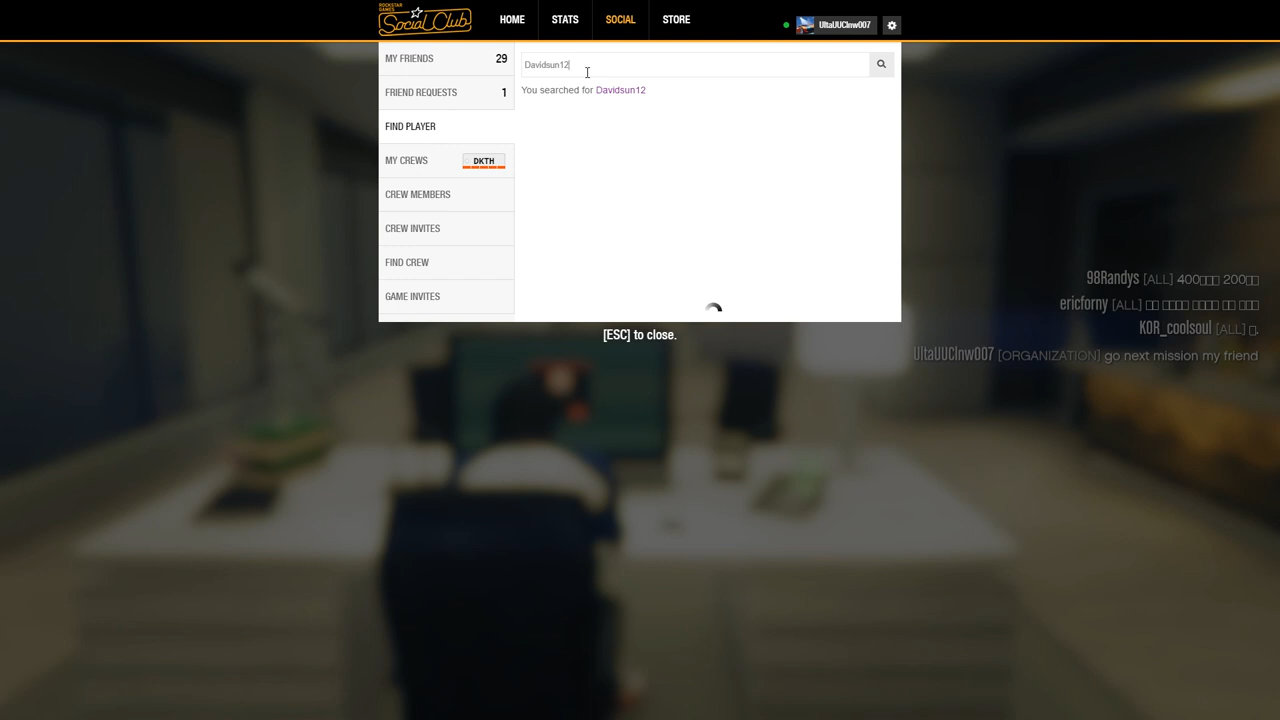 ROCKSTAR GAMES
Social Club
HOME STATS SOCIAL STORE
MY FRIENDS 29
FRIEND REQUESTS 1
FIND PLAYER
MY CREWS DKTH
CREW MEMBERS
CREW INVITES
FIND CREW
GAME INVITES
Davidsun12
You searched for Davidsun12
[ESC] to close.
98Randys [ALL] 400□□□ 200□□
ericforny [ALL] □□ □□□□ □□□□ □□ □□□
KOR_coolsoul [ALL] □.
[ORGANIZATION] go next mission my friend